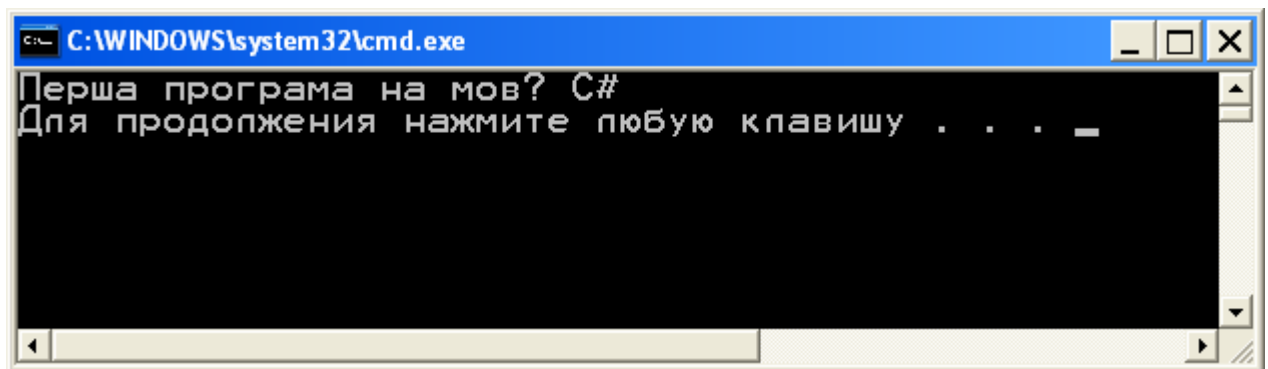 C:\WINDOWS\system32\cmd.exe
Перша програма на мов? C#
Для продолжения нажмите любую клавишу . . . _